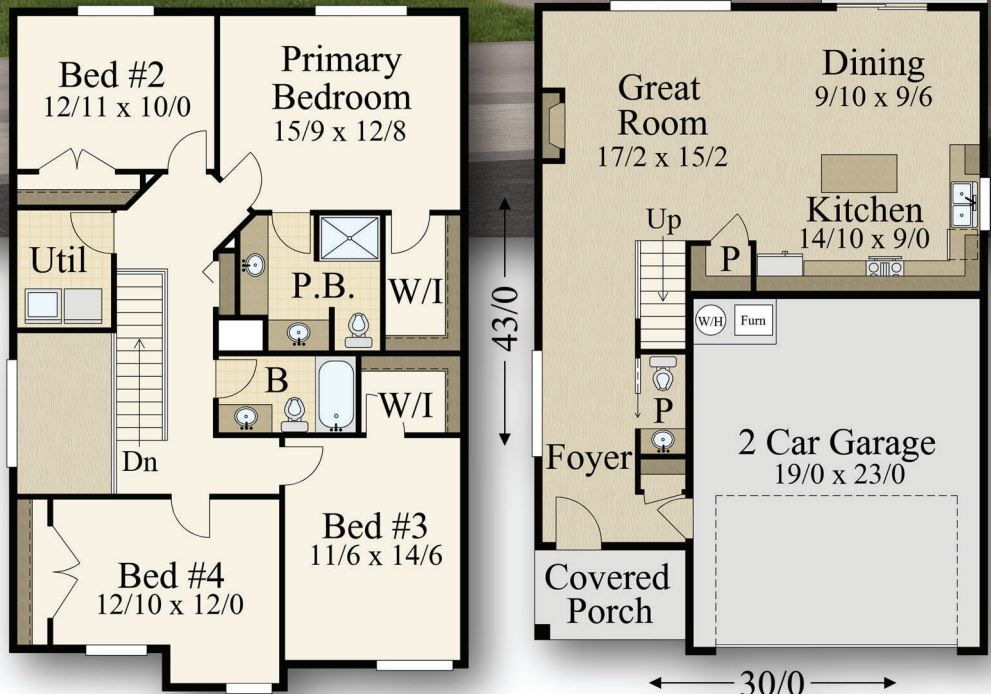 Bed #2
12/11 x 10/0
Primary
Bedroom
15/9 x 12/8
Util
P.B.
W/I
B
W/I
Dn
Bed #3
11/6 x 14/6
Bed #4
12/10 x 12/0
43/0
Great
Room
17/2 x 15/2
Dining
9/10 x 9/6
Kitchen
14/10 x 9/0
Up
P
W/H
Furn
P
Foyer
2 Car Garage
19/0 x 23/0
Covered
Porch
30/0